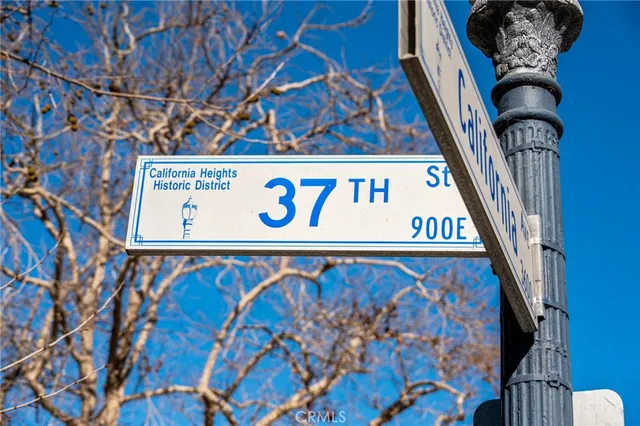 California Heights
Historic District
37TH St
900E
California
CRMLS